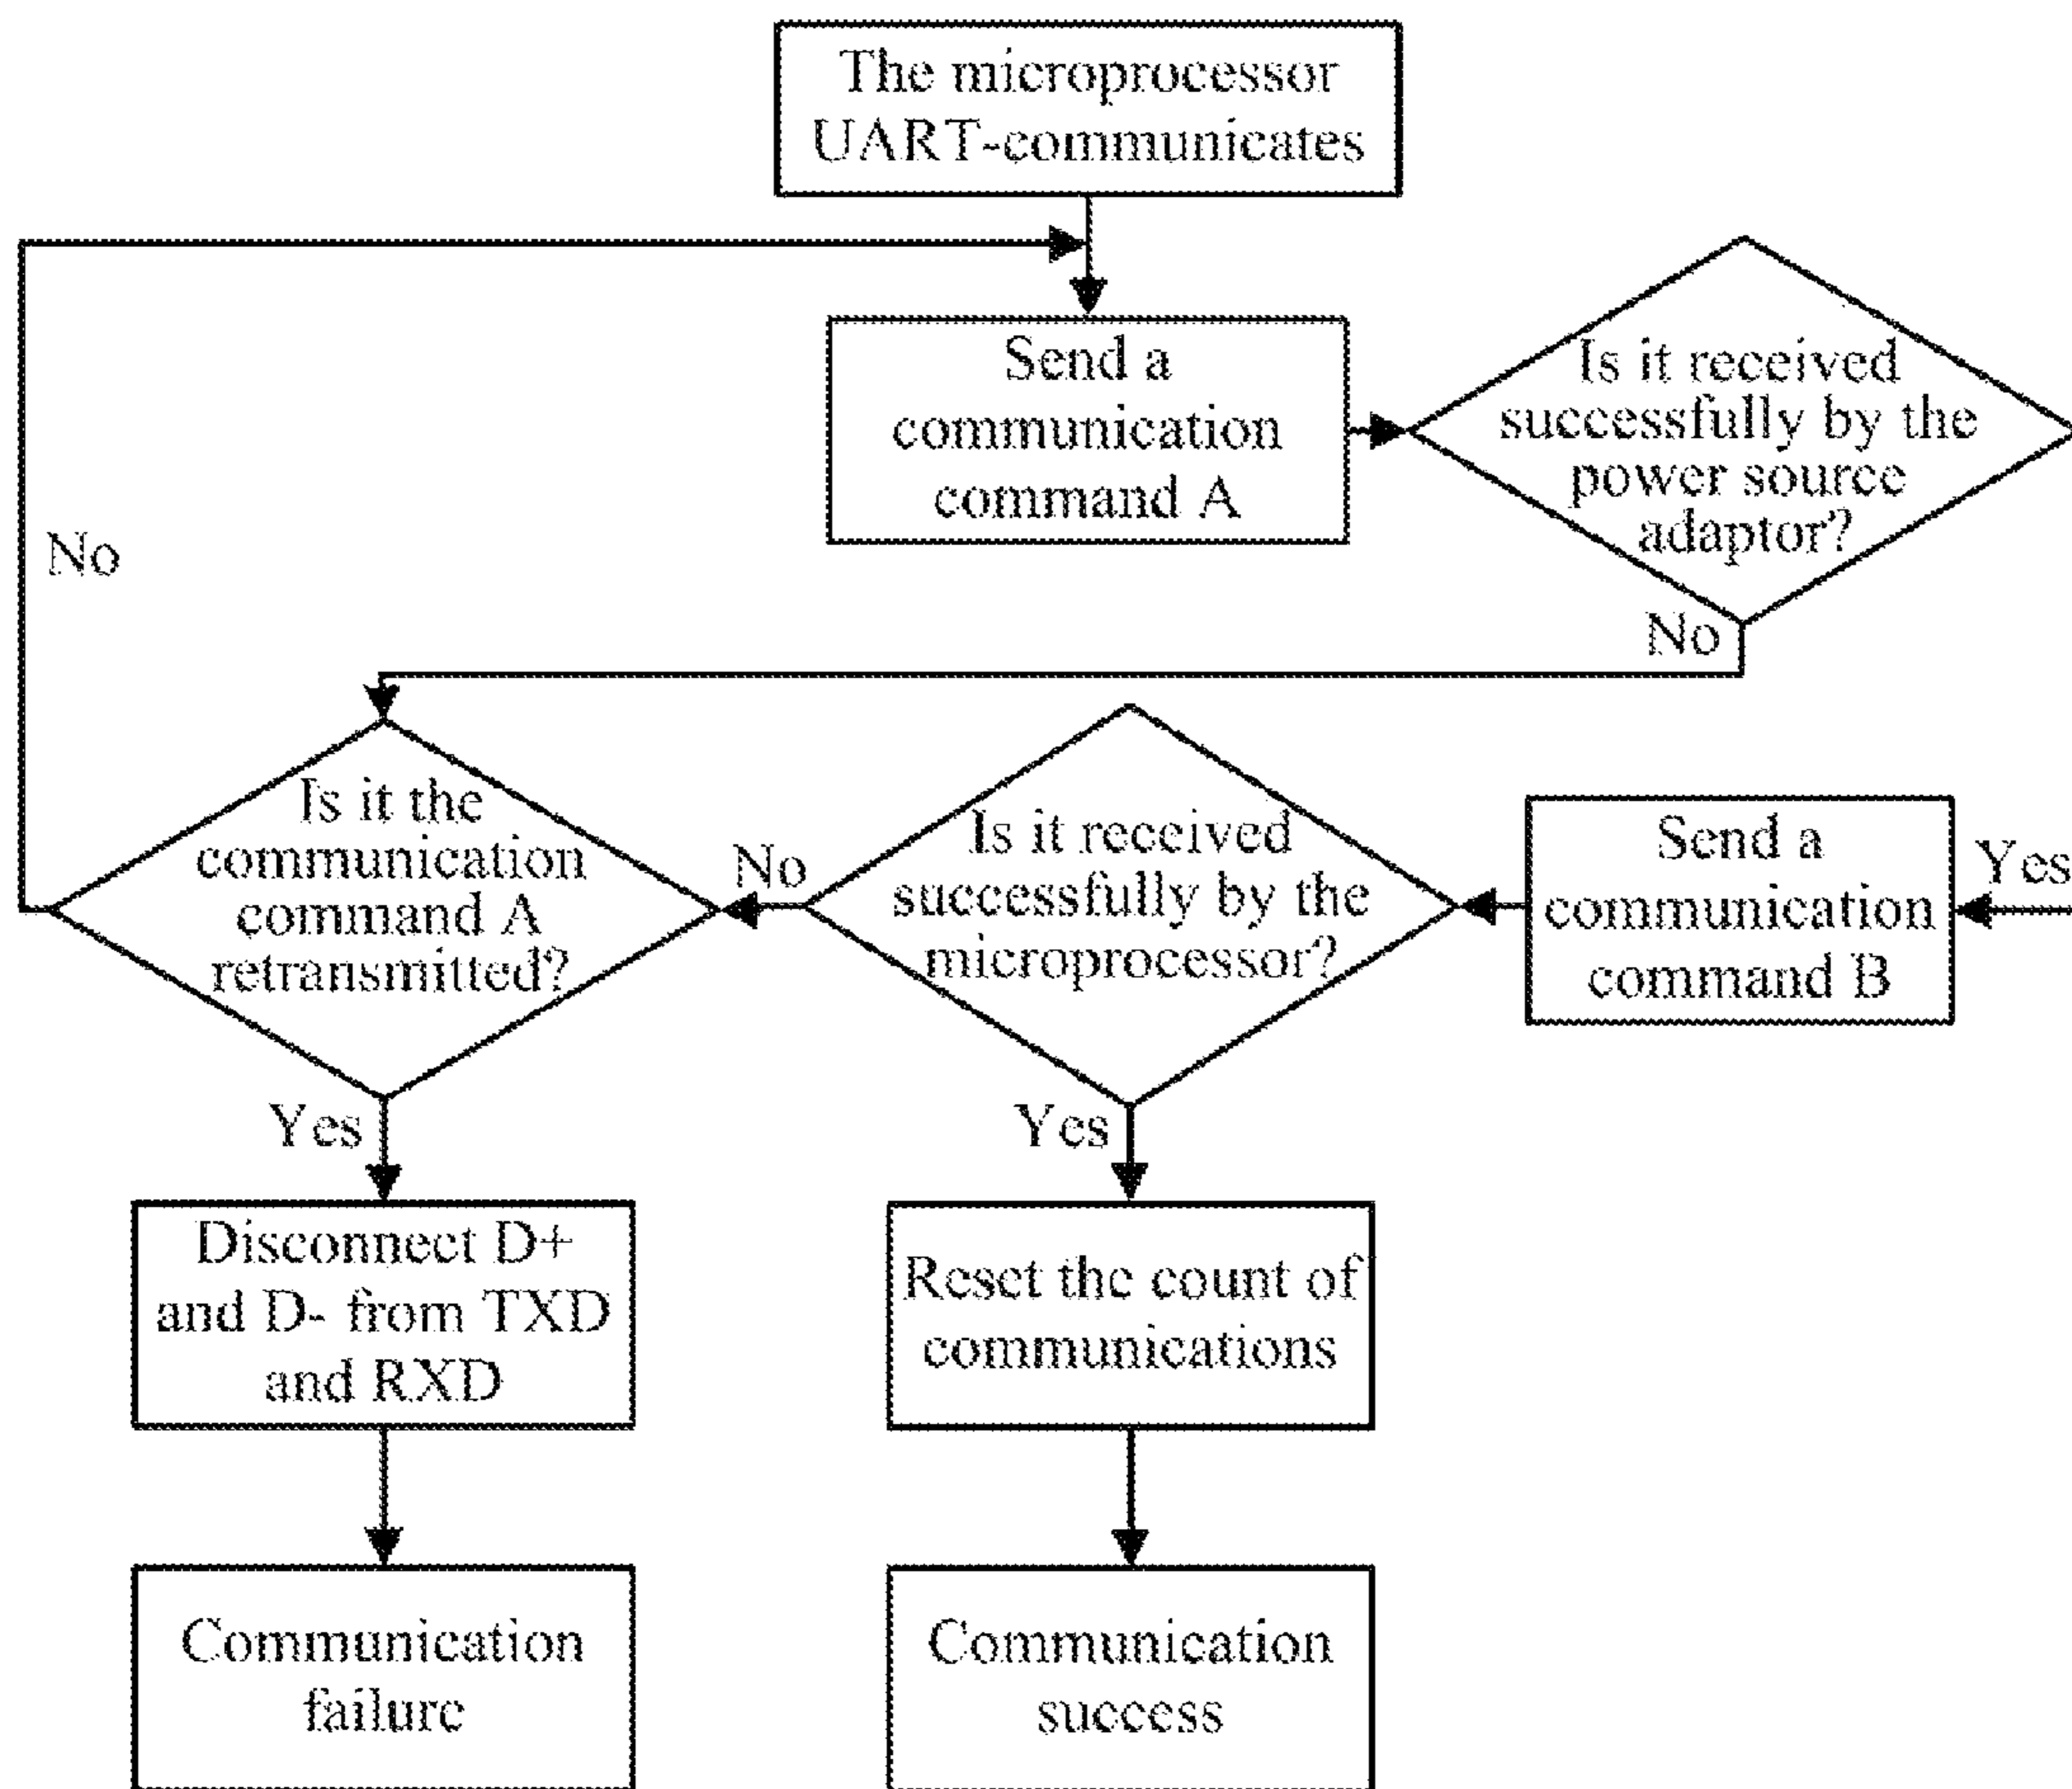 The microprocessor
UART-communicates
Send a
communication
command A
Is it received
successfully by the
power source
adaptor?
No
No
Is it the
communication
command A
retransmitted?
No
Is it received
successfully by the
microprocessor?
Send a
communication
command B
Yes
Yes
Yes
Disconnect D+
and D- from TXD
and RXD
Reset the count of
communications
Communication
failure
Communication
success